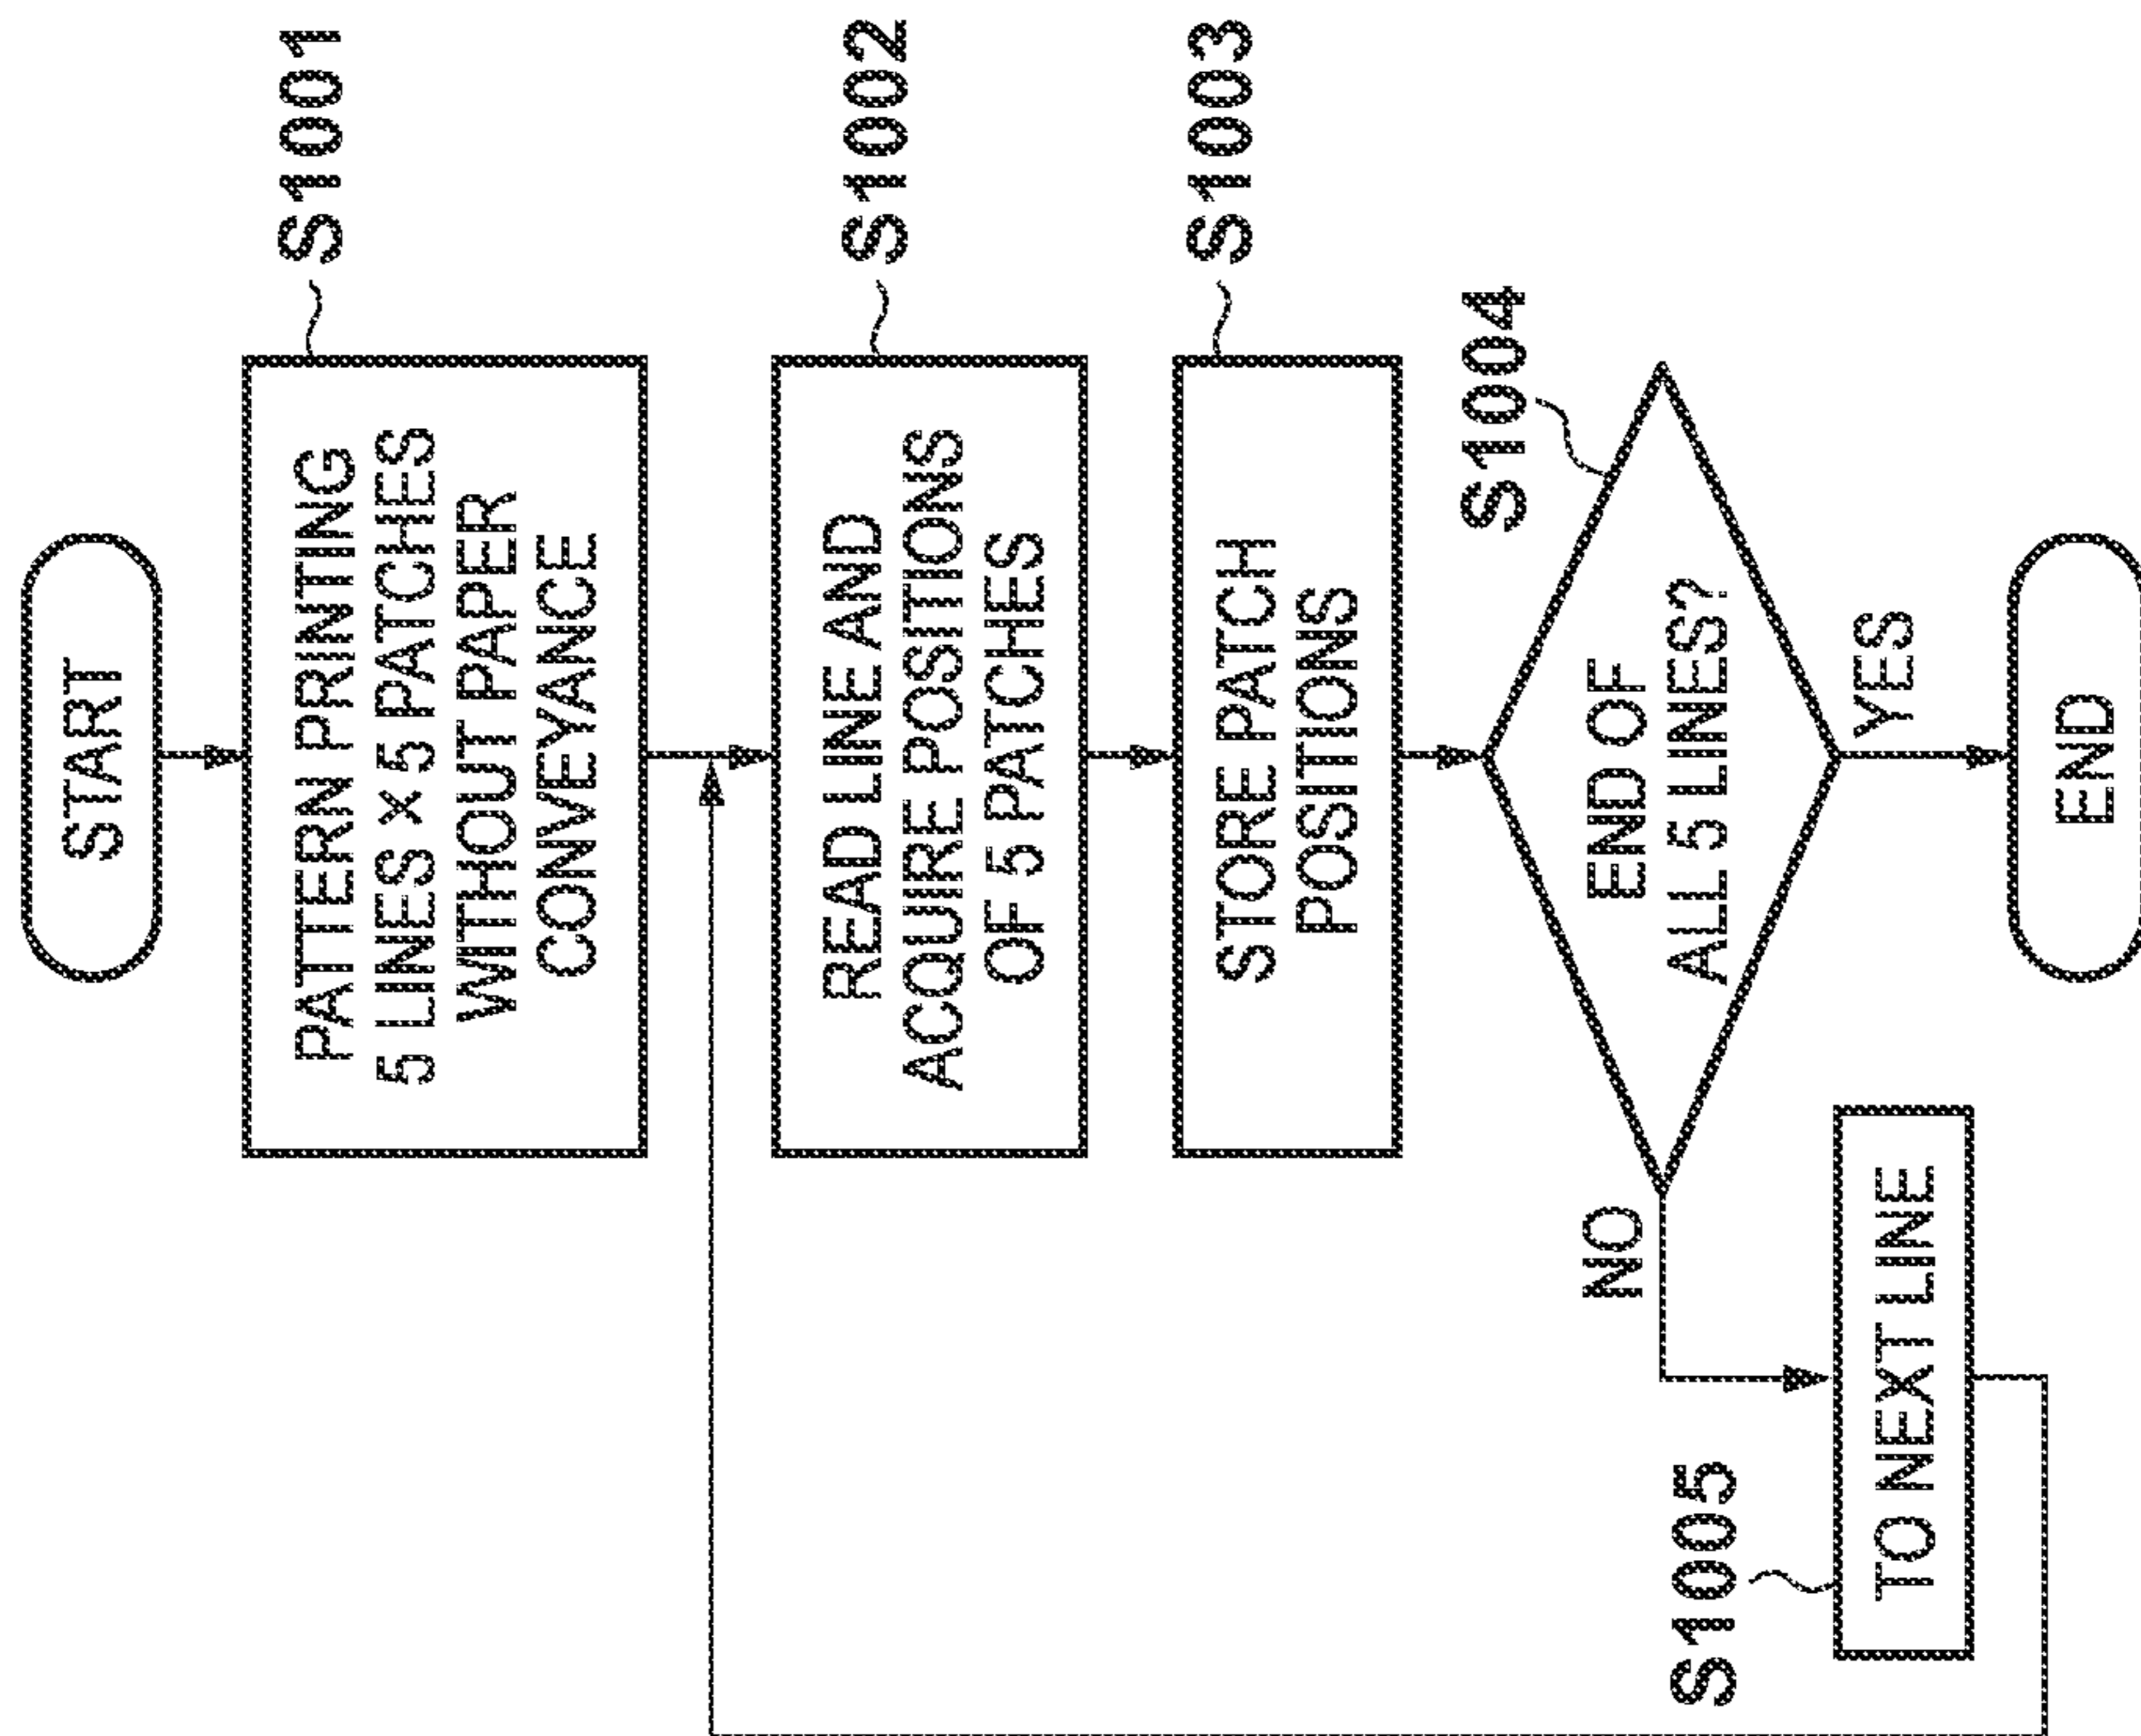 START
S1001
PATTERN PRINTING
5 LINES × 5 PATCHES
WITHOUT PAPER
CONVEYANCE
S1002
READ LINE AND
ACQUIRE POSITIONS
OF 5 PATCHES
S1003
STORE PATCH
POSITIONS
S1004
END OF
ALL 5 LINES?
NO
YES
S1005
TO NEXT LINE
END